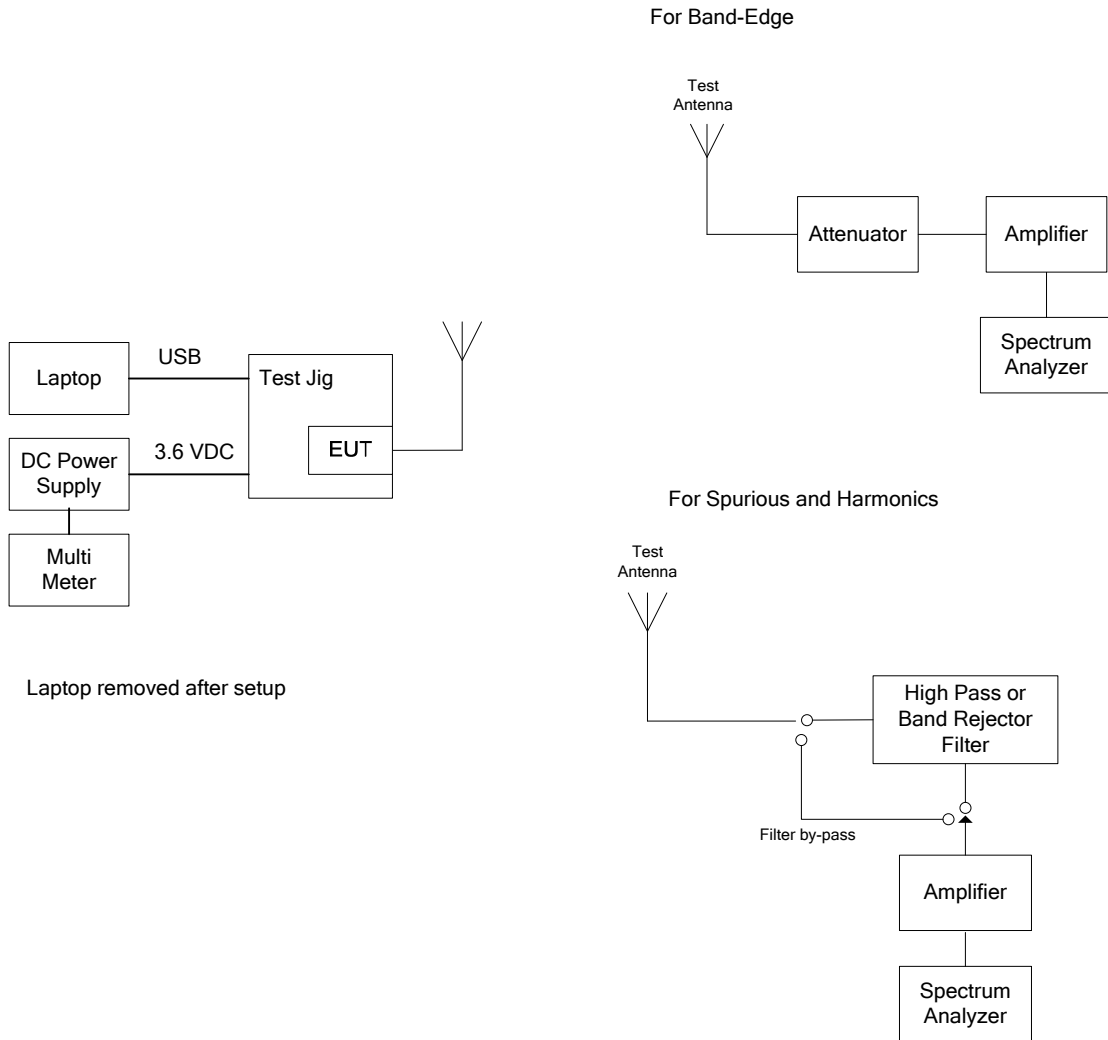 For Band-Edge
Test
Antenna
Attenuator
Amplifier
Spectrum
Analyzer
Laptop
USB
Test Jig
EUT
DC Power
Supply
3.6 VDC
Multi
Meter
Laptop removed after setup
For Spurious and Harmonics
Test
Antenna
High Pass or
Band Rejector
Filter
Filter by-pass
Amplifier
Spectrum
Analyzer